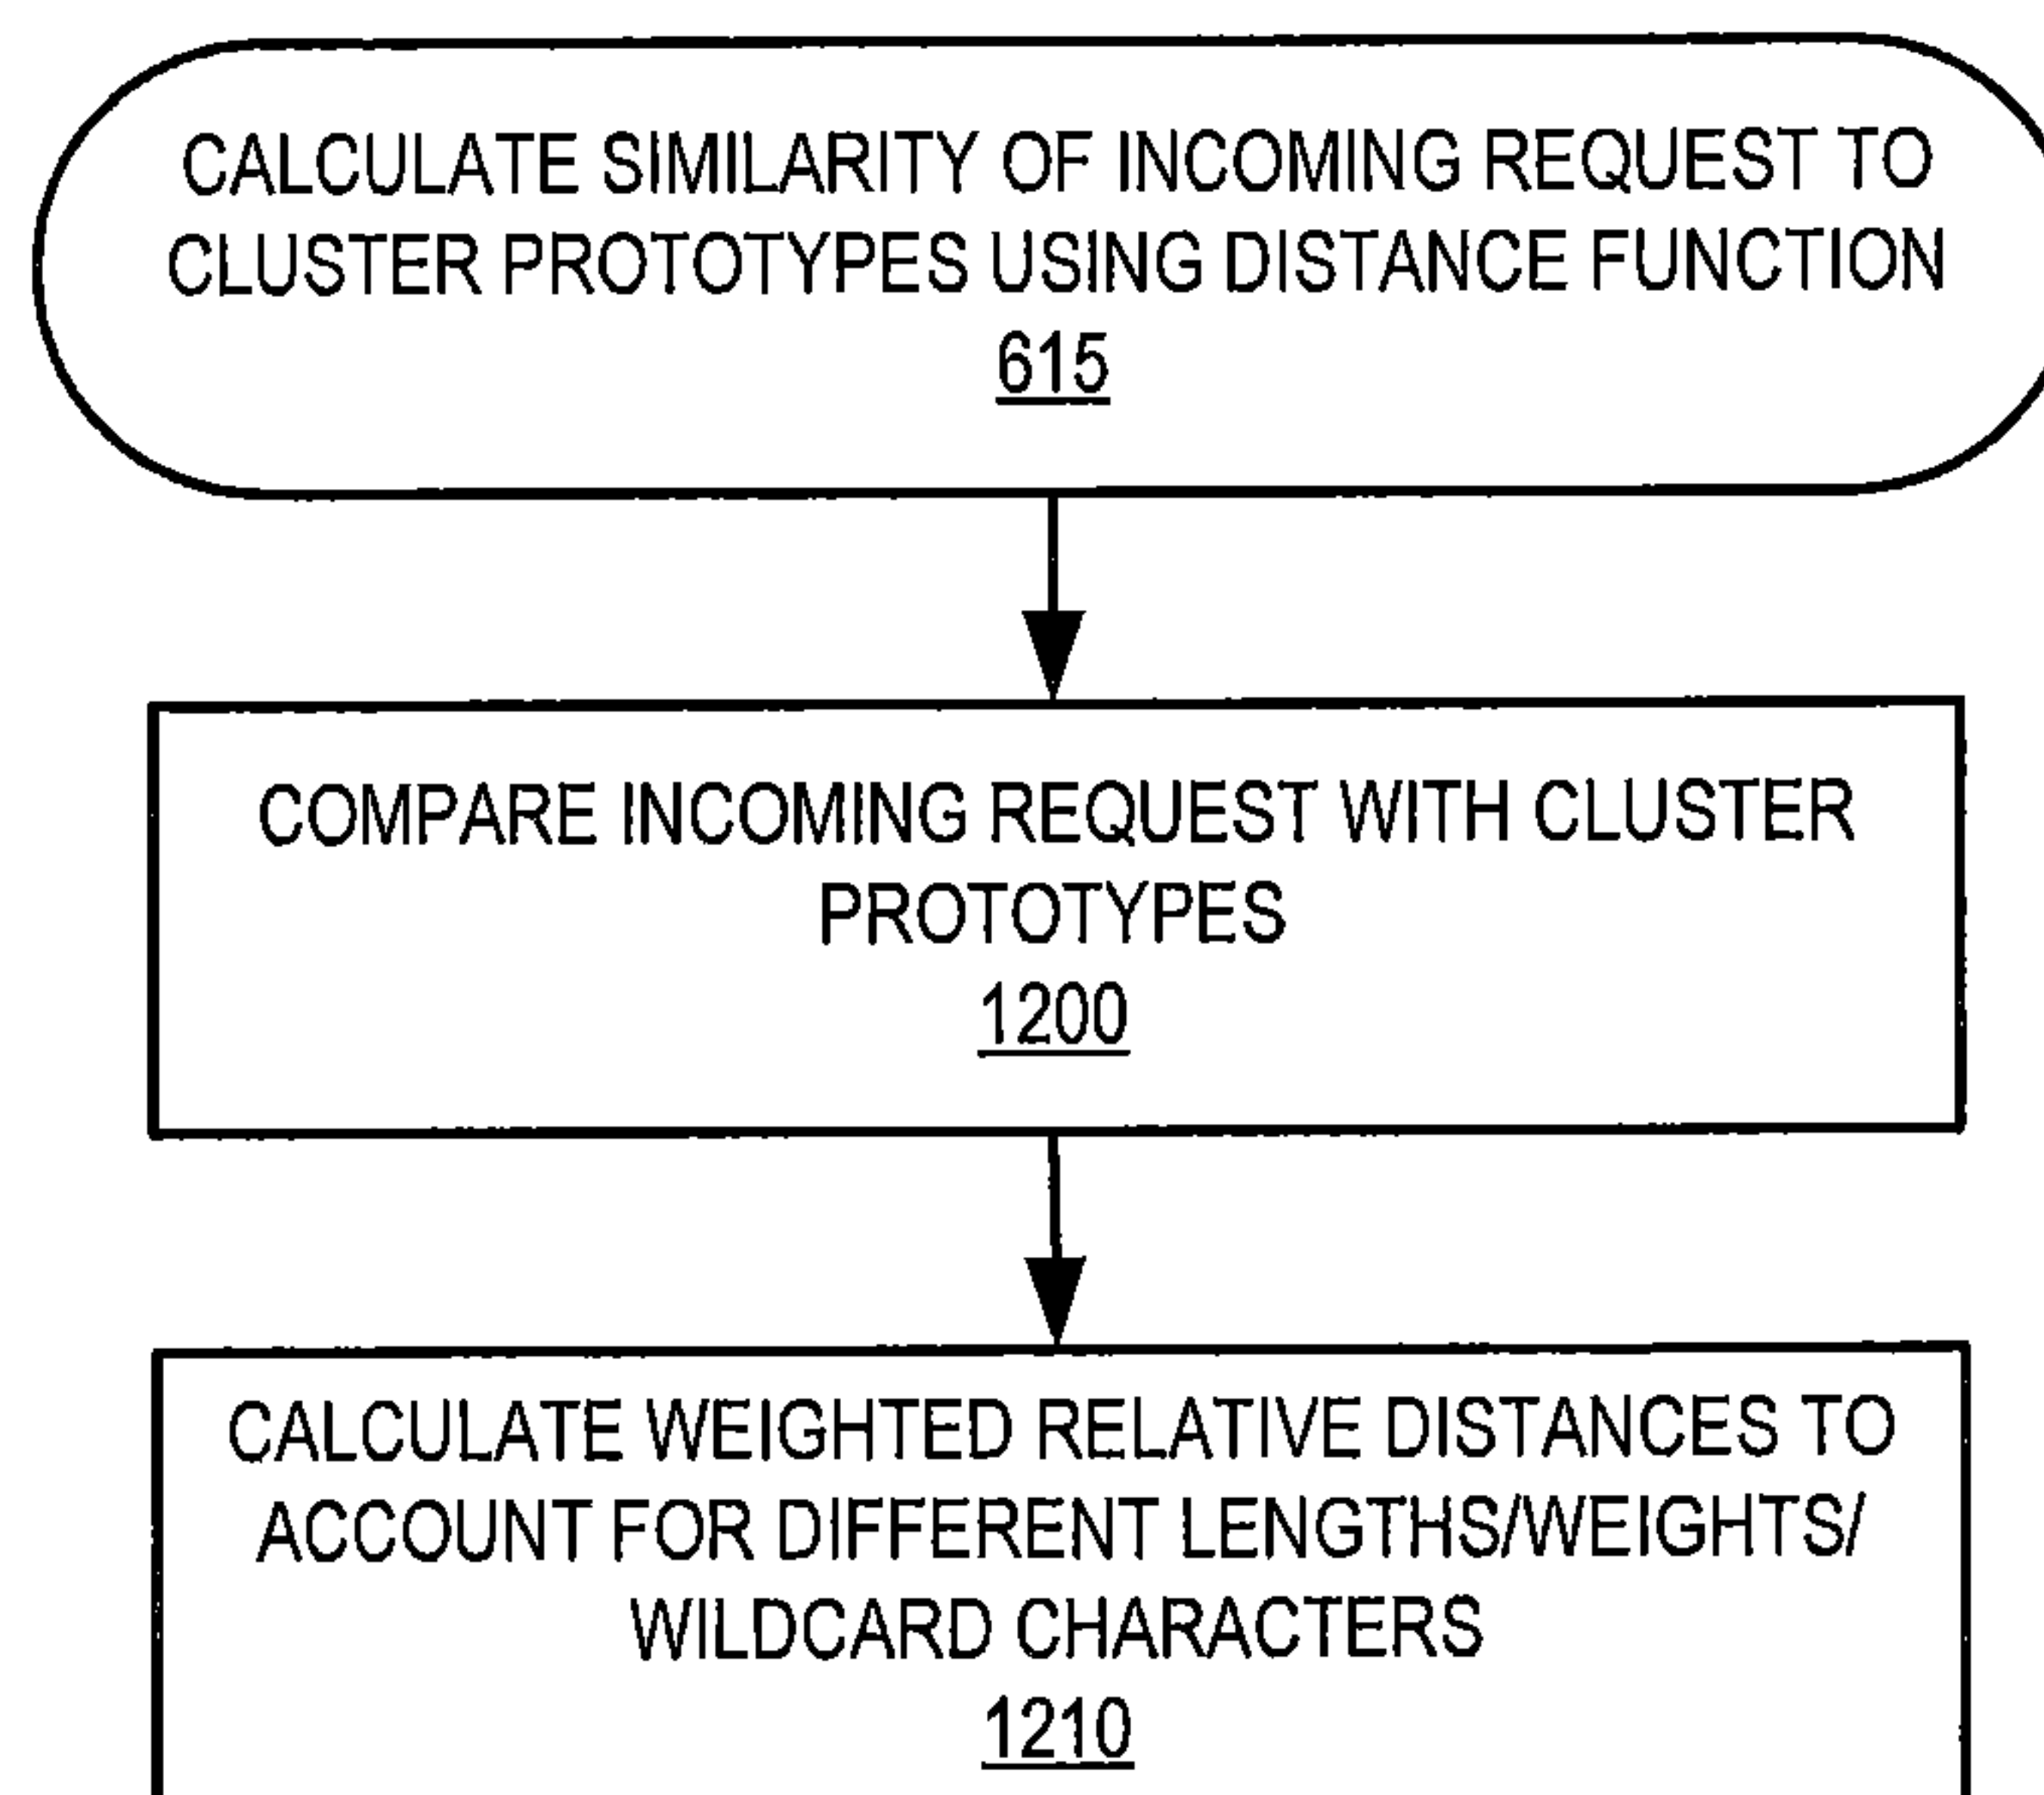 CALCULATE SIMILARITY OF INCOMING REQUEST TO
CLUSTER PROTOTYPES USING DISTANCE FUNCTION
615
COMPARE INCOMING REQUEST WITH CLUSTER
PROTOTYPES
1200
CALCULATE WEIGHTED RELATIVE DISTANCES TO
ACCOUNT FOR DIFFERENT LENGTHS/WEIGHTS/
WILDCARD CHARACTERS
1210